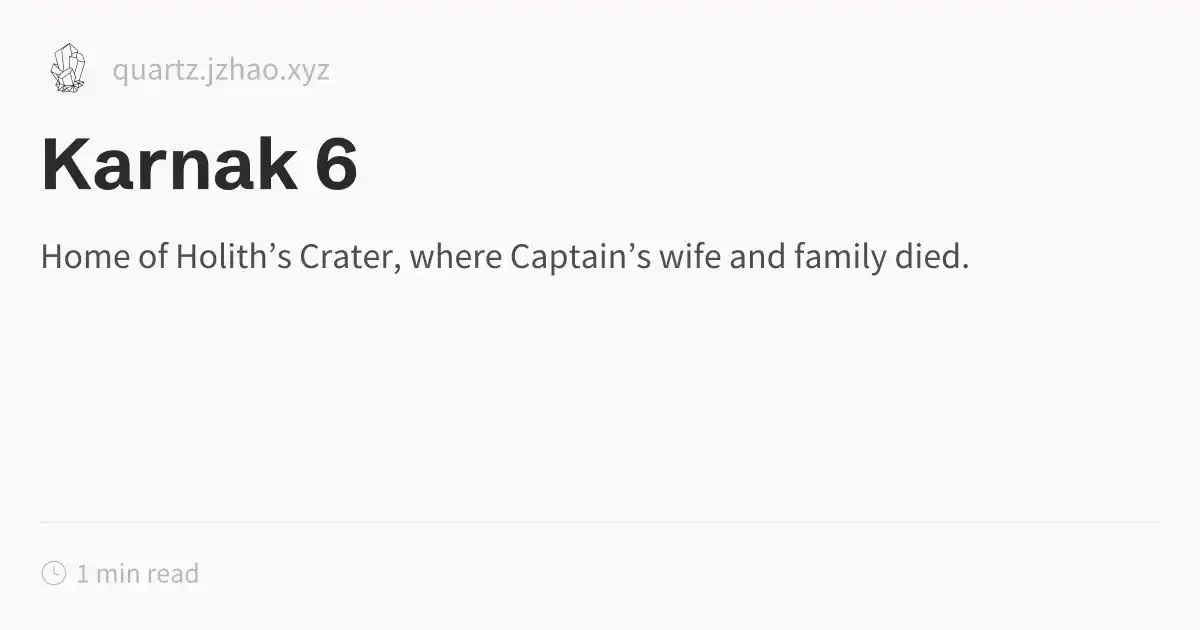 quartz.jzhao.xyz
Karnak 6
Home of Holith’s Crater, where Captain’s wife and family died.
1 min read